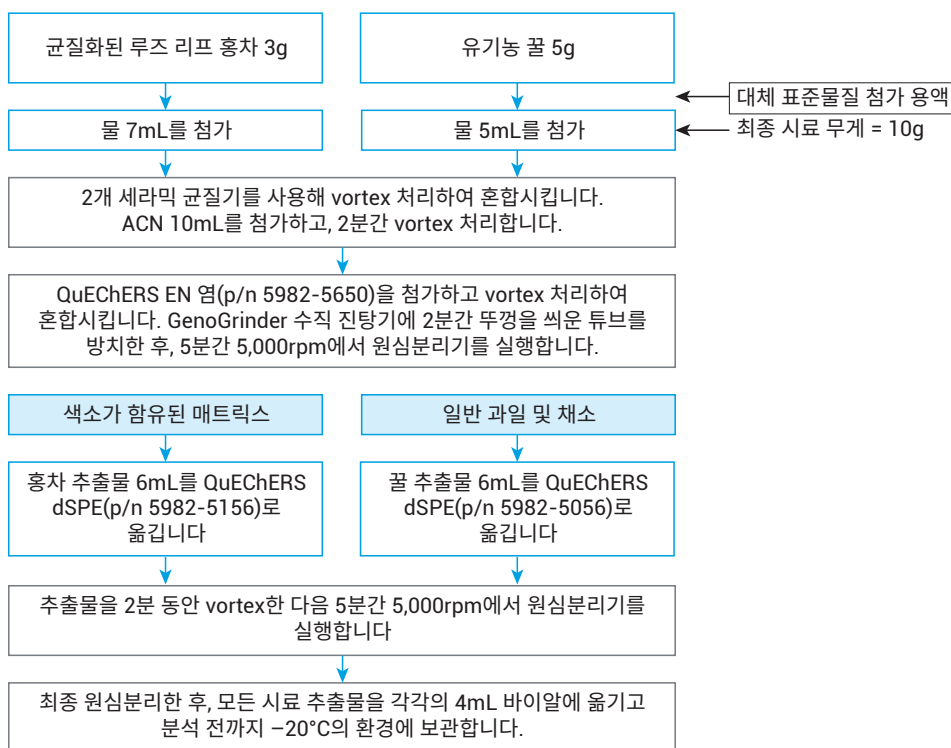 균질화된 루즈 리프 홍차 3g
유기농 꿀 5g
대체 표준물질 첨가 용액
물 7mL를 첨가
물 5mL를 첨가
최종 시료 무게 = 10g
2개 세라믹 균질기를 사용해 vortex 처리하여 혼합시킵니다.
ACN 10mL를 첨가하고, 2분간 vortex 처리합니다.
QuEChERS EN 염(p/n 5982-5650)을 첨가하고 vortex 처리하여
혼합시킵니다. GenoGrinder 수직 진탕기에 2분간 뚜껑을 씌운 튜브를
방치한 후, 5분간 5,000rpm에서 원심분리기를 실행합니다.
색소가 함유된 매트릭스
일반 과일 및 채소
홍차 추출물 6mL를 QuEChERS
dSPE(p/n 5982-5156)로
옮깁니다
꿀 추출물 6mL를 QuEChERS
dSPE(p/n 5982-5056)로
옮깁니다
추출물을 2분 동안 vortex한 다음 5분간 5,000rpm에서 원심분리기를
실행합니다
최종 원심분리한 후, 모든 시료 추출물을 각각의 4mL 바이알에 옮기고
분석 전까지 –20°C의 환경에 보관합니다.